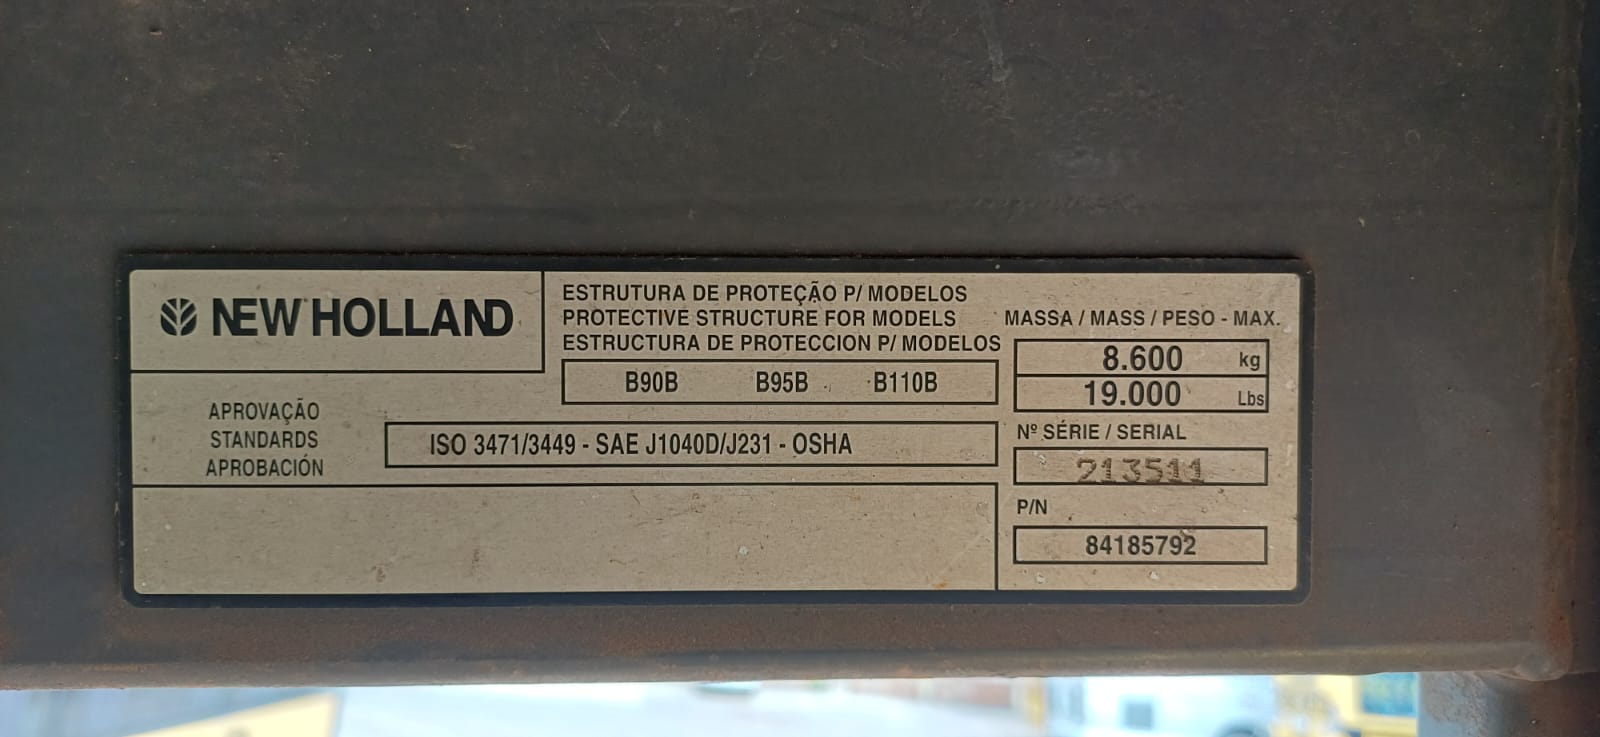 NEW HOLLAND
ESTRUTURA DE PROTEÇÃO P/ MODELOS
PROTECTIVE STRUCTURE FOR MODELS
ESTRUCTURA DE PROTECCION P/ MODELOS
B90B B95B B110B
APROVAÇÃO
STANDARDS
APROBACIÓN
ISO 3471/3449 - SAE J1040D/J231 - OSHA
MASSA / MASS / PESO - MAX.
8.600 kg
19.000 Lbs
Nº SÉRIE / SERIAL
213511
P/N
84185792